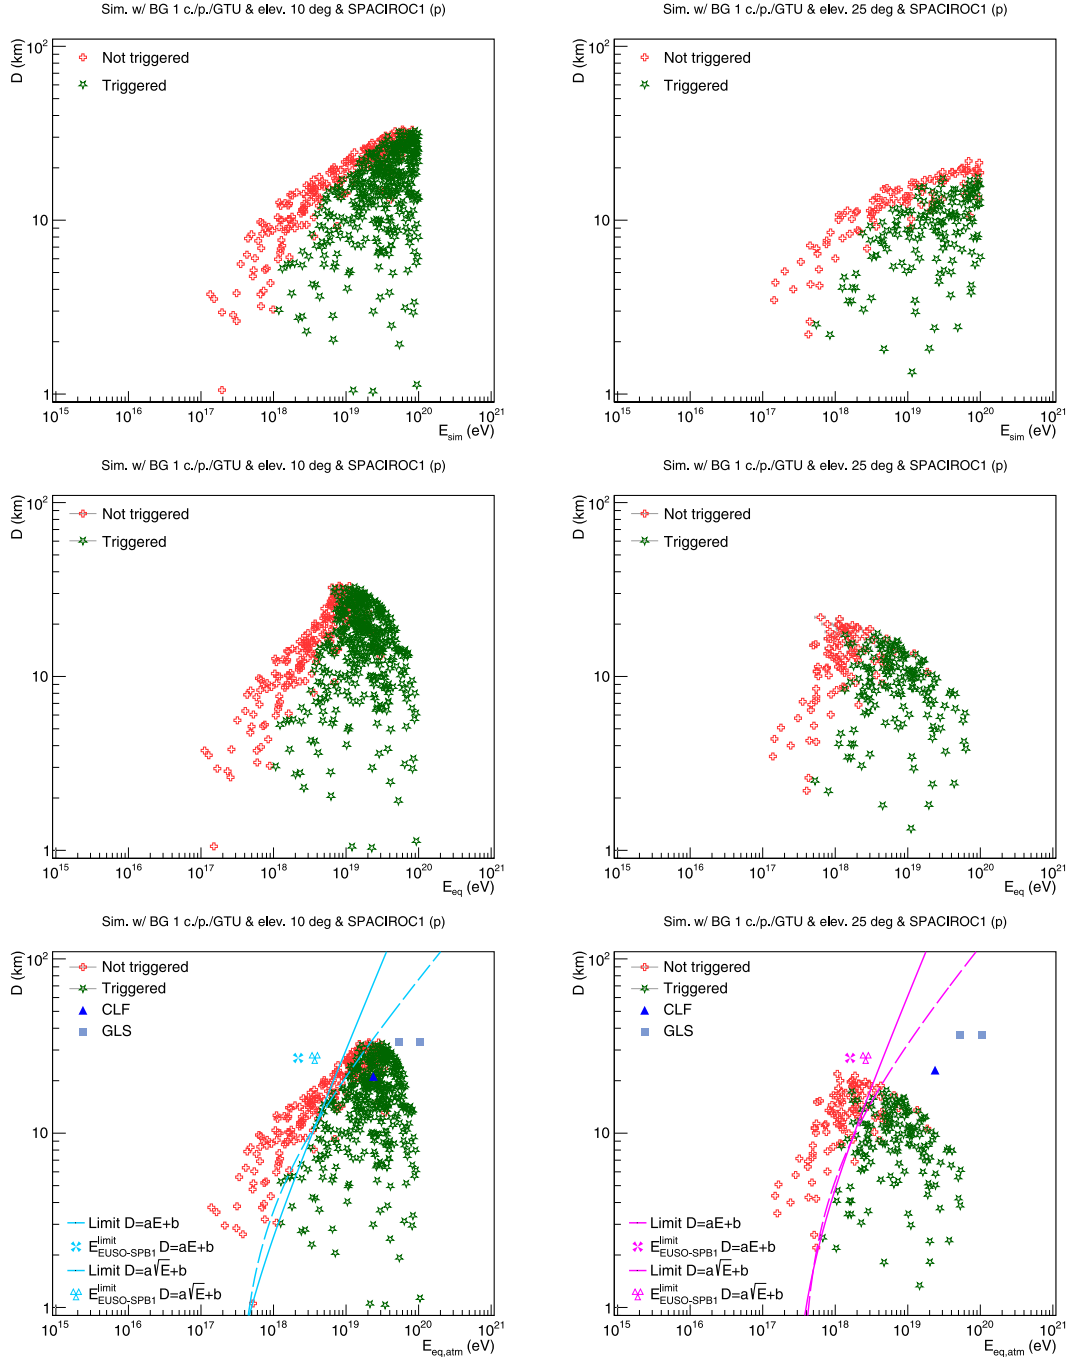 Sim. w/ BG 1 c./p./GTU & elev. 10 deg & SPACIROC1 (p)
D (km)
10²
Not triggered
Triggered
10
1
10¹⁵ 10¹⁶ 10¹⁷ 10¹⁸ 10¹⁹ 10²⁰ 10²¹
E_sim (eV)
Sim. w/ BG 1 c./p./GTU & elev. 25 deg & SPACIROC1 (p)
D (km)
10²
Not triggered
Triggered
10
1
10¹⁵ 10¹⁶ 10¹⁷ 10¹⁸ 10¹⁹ 10²⁰ 10²¹
E_sim (eV)
Sim. w/ BG 1 c./p./GTU & elev. 10 deg & SPACIROC1 (p)
D (km)
10²
Not triggered
Triggered
10
1
10¹⁵ 10¹⁶ 10¹⁷ 10¹⁸ 10¹⁹ 10²⁰ 10²¹
E_eq (eV)
Sim. w/ BG 1 c./p./GTU & elev. 25 deg & SPACIROC1 (p)
D (km)
10²
Not triggered
Triggered
10
1
10¹⁵ 10¹⁶ 10¹⁷ 10¹⁸ 10¹⁹ 10²⁰ 10²¹
E_eq (eV)
Sim. w/ BG 1 c./p./GTU & elev. 10 deg & SPACIROC1 (p)
D (km)
10²
Not triggered
Triggered
CLF
GLS
10
Limit D=aE+b
E^limit_EUSO-SPB1 D=aE+b
Limit D=a√E+b
E^limit_EUSO-SPB1 D=a√E+b
1
10¹⁵ 10¹⁶ 10¹⁷ 10¹⁸ 10¹⁹ 10²⁰ 10²¹
E_eq,atm (eV)
Sim. w/ BG 1 c./p./GTU & elev. 25 deg & SPACIROC1 (p)
D (km)
10²
Not triggered
Triggered
CLF
GLS
10
Limit D=aE+b
E^limit_EUSO-SPB1 D=aE+b
Limit D=a√E+b
E^limit_EUSO-SPB1 D=a√E+b
1
10¹⁵ 10¹⁶ 10¹⁷ 10¹⁸ 10¹⁹ 10²⁰ 10²¹
E_eq,atm (eV)